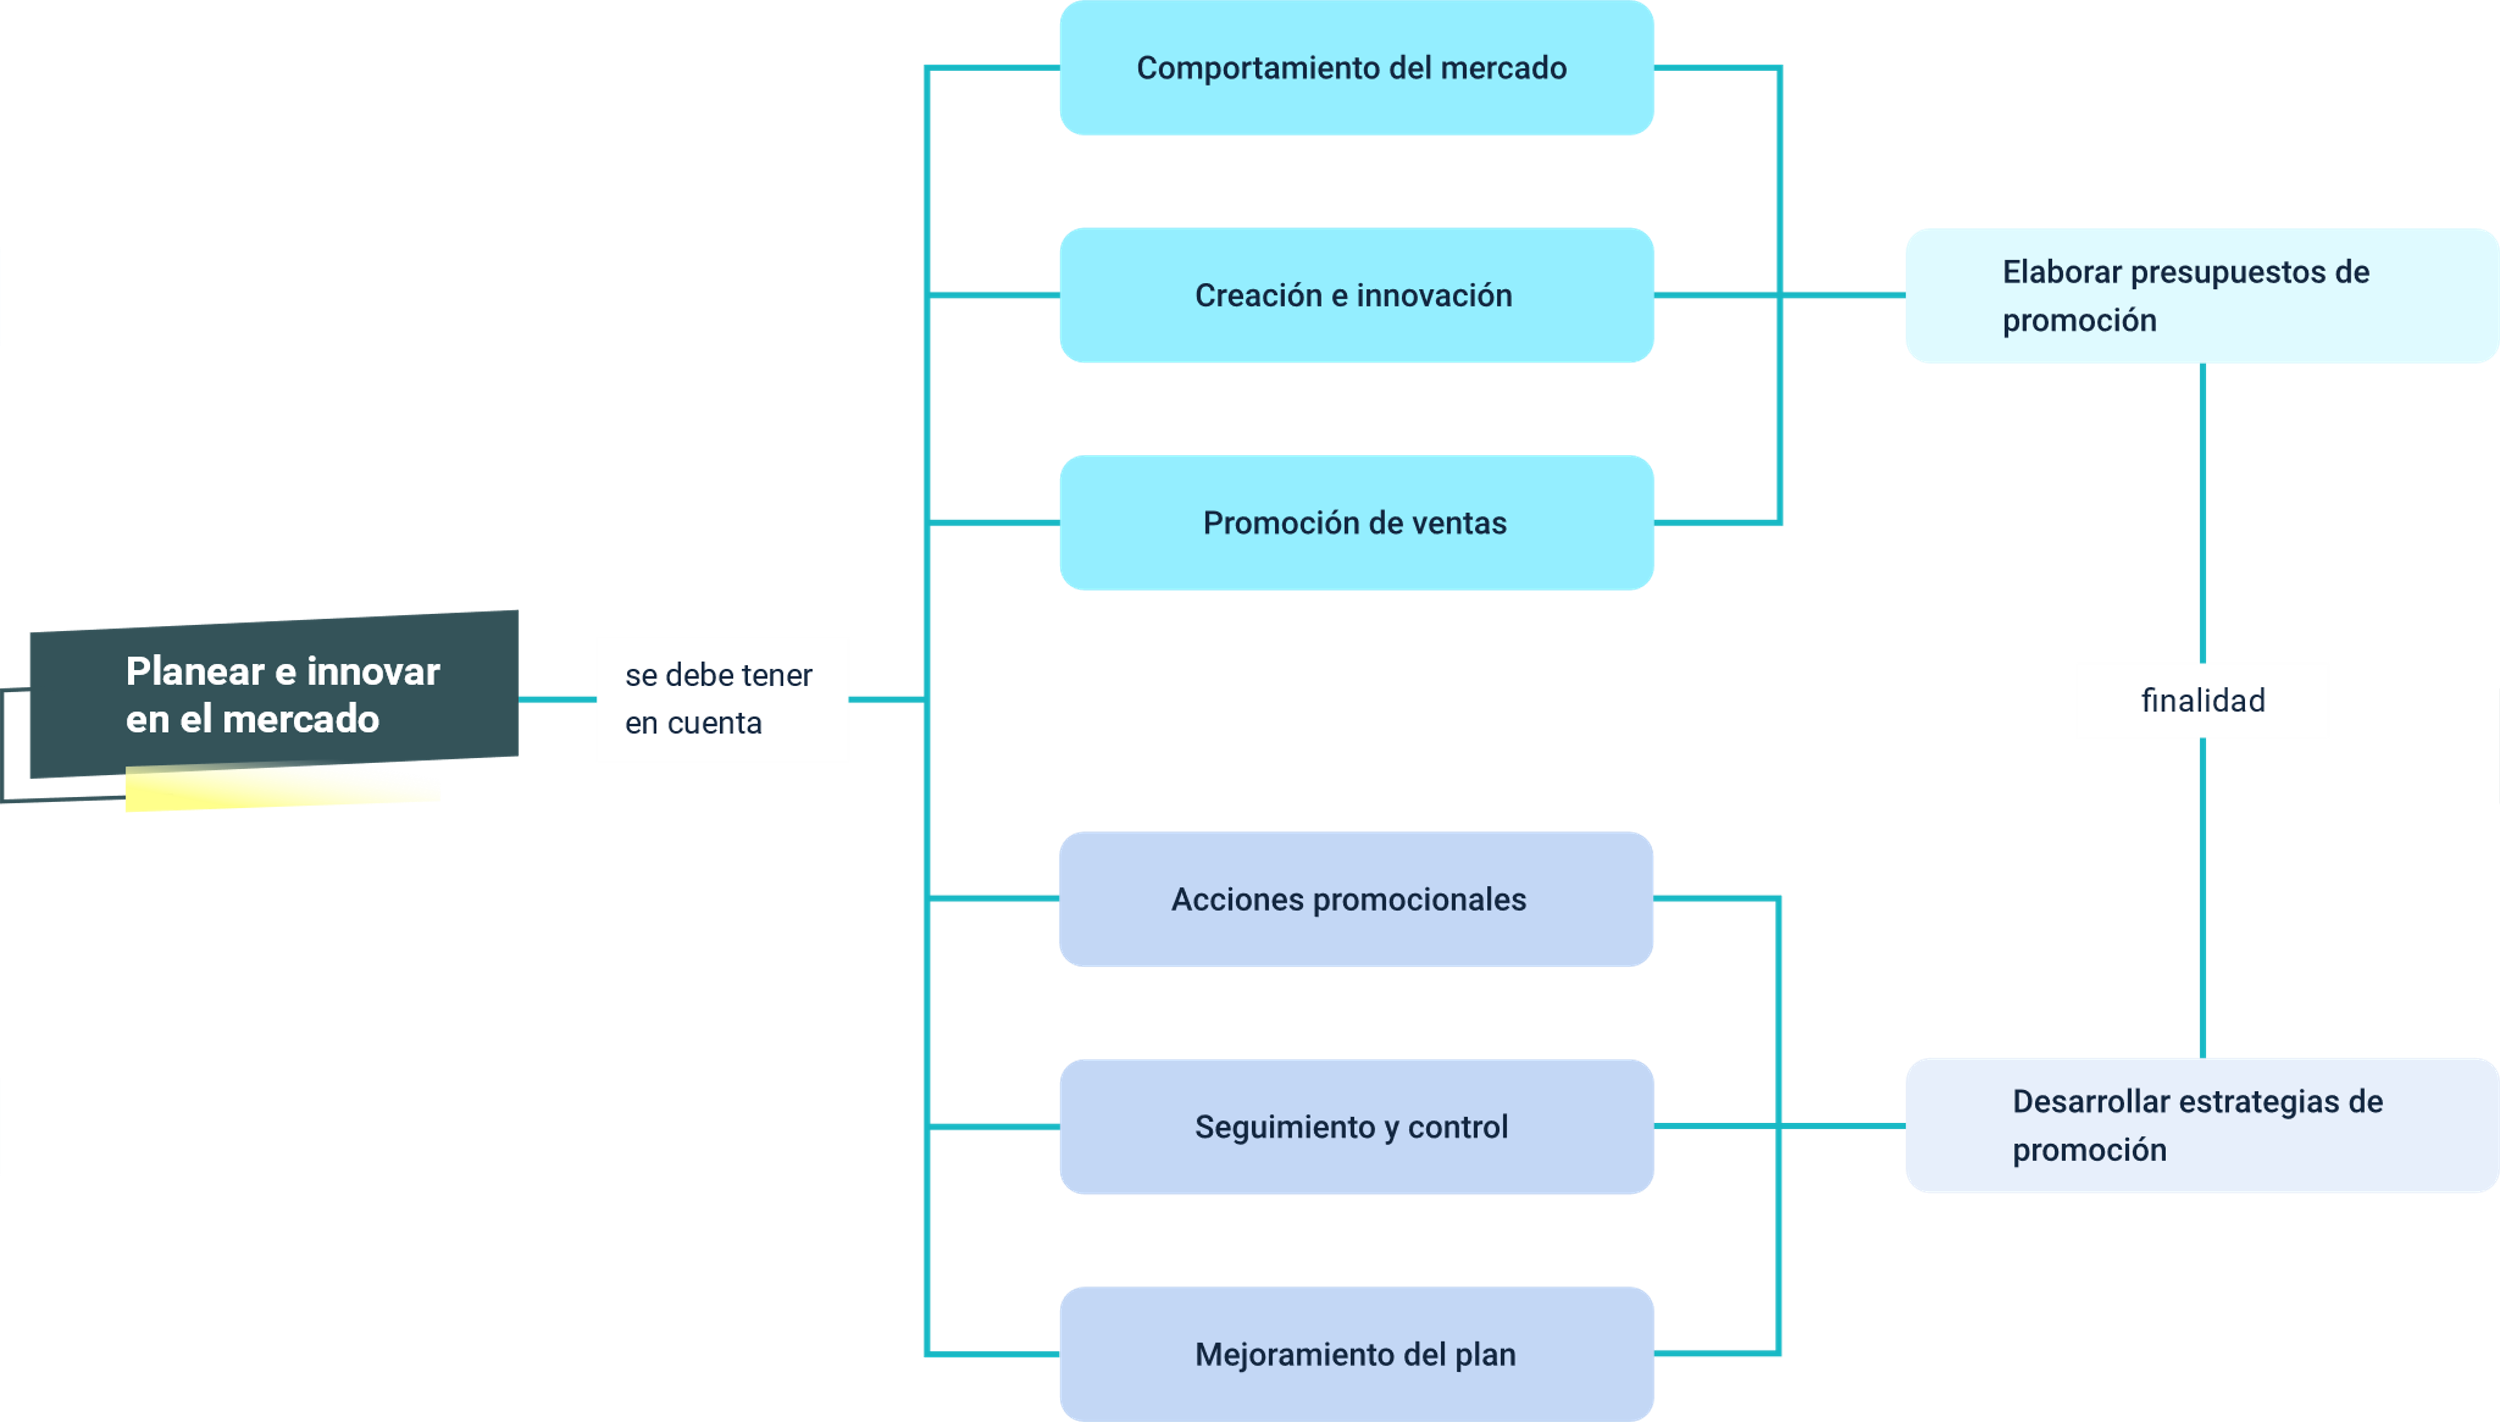 Planear e innovar
en el mercado
se debe tener
en cuenta
Comportamiento del mercado
Creación e innovación
Promoción de ventas
Acciones promocionales
Seguimiento y control
Mejoramiento del plan
Elaborar presupuestos de
promoción
finalidad
Desarrollar estrategias de
promoción